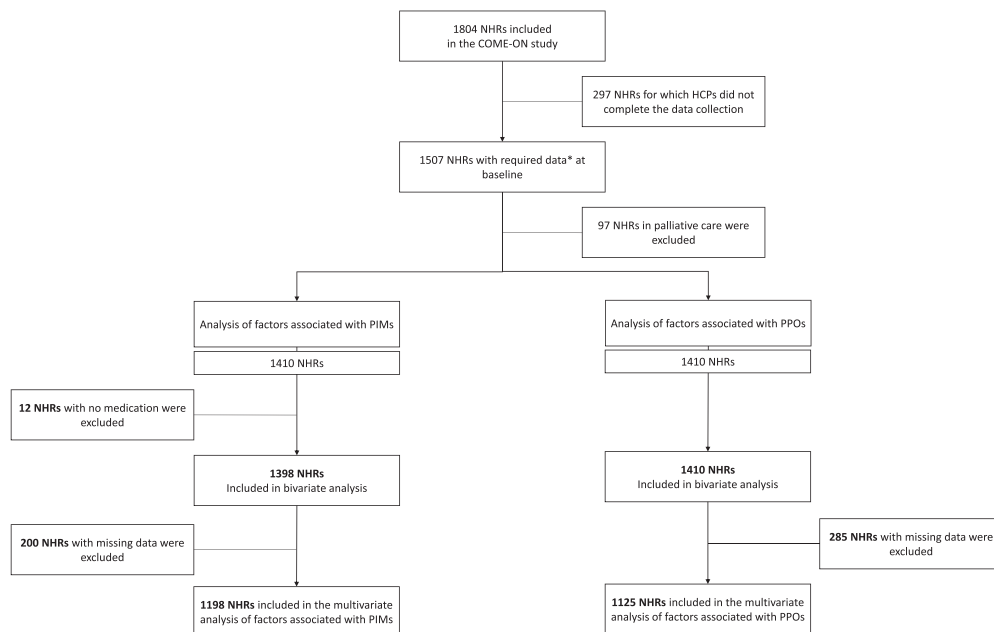 1804 NHRs included
in the COME-ON study
297 NHRs for which HCPs did not
complete the data collection
1507 NHRs with required data* at
baseline
97 NHRs in palliative care were
excluded
Analysis of factors associated with PIMs
1410 NHRs
Analysis of factors associated with PPOs
1410 NHRs
12 NHRs with no medication were
excluded
1398 NHRs
Included in bivariate analysis
1410 NHRs
Included in bivariate analysis
200 NHRs with missing data were
excluded
285 NHRs with missing data were
excluded
1198 NHRs included in the multivariate
analysis of factors associated with PIMs
1125 NHRs included in the multivariate
analysis of factors associated with PPOs